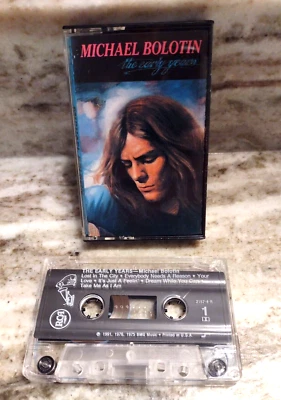 MICHAEL BOLOTIN
the early years
THE EARLY YEARS—Michael Bolotin
Lost In The City • Everybody Needs A Reason • Your
Love • It's Just A Feelin' • Dream While You Can •
Take Me As I Am
RCA
1
© 1991, 1976, 1975 BMG Music • Printed in U.S.A.